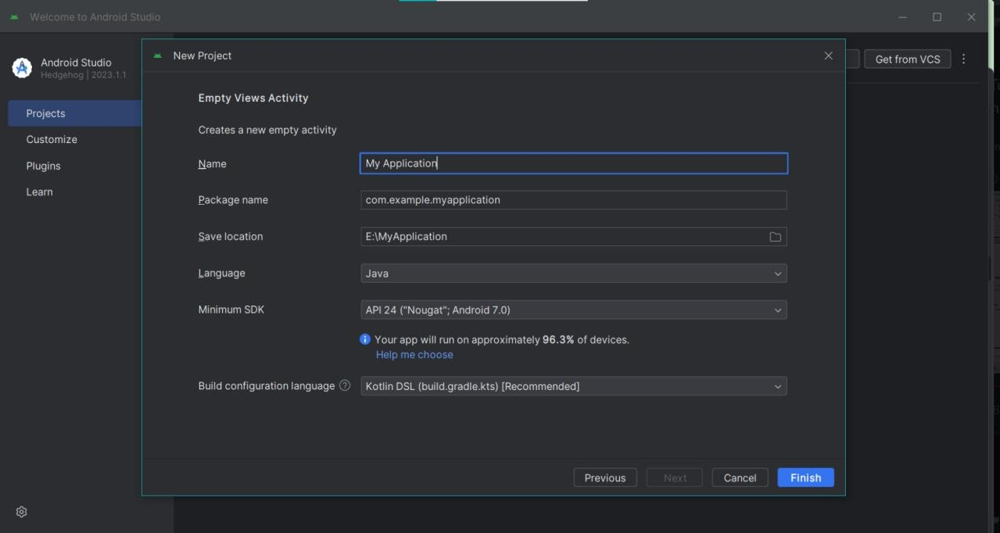 Welcome to Android Studio
Android Studio
Hedgehog | 2023.1.1
Get from VCS
Projects
Customize
Plugins
Learn
New Project
Empty Views Activity
Creates a new empty activity
Name My Application
Package name com.example.myapplication
Save location E:\MyApplication
Language Java
Minimum SDK API 24 ("Nougat"; Android 7.0)
Your app will run on approximately 96.3% of devices.
Help me choose
Build configuration language ? Kotlin DSL (build.gradle.kts) [Recommended]
Previous Next Cancel Finish